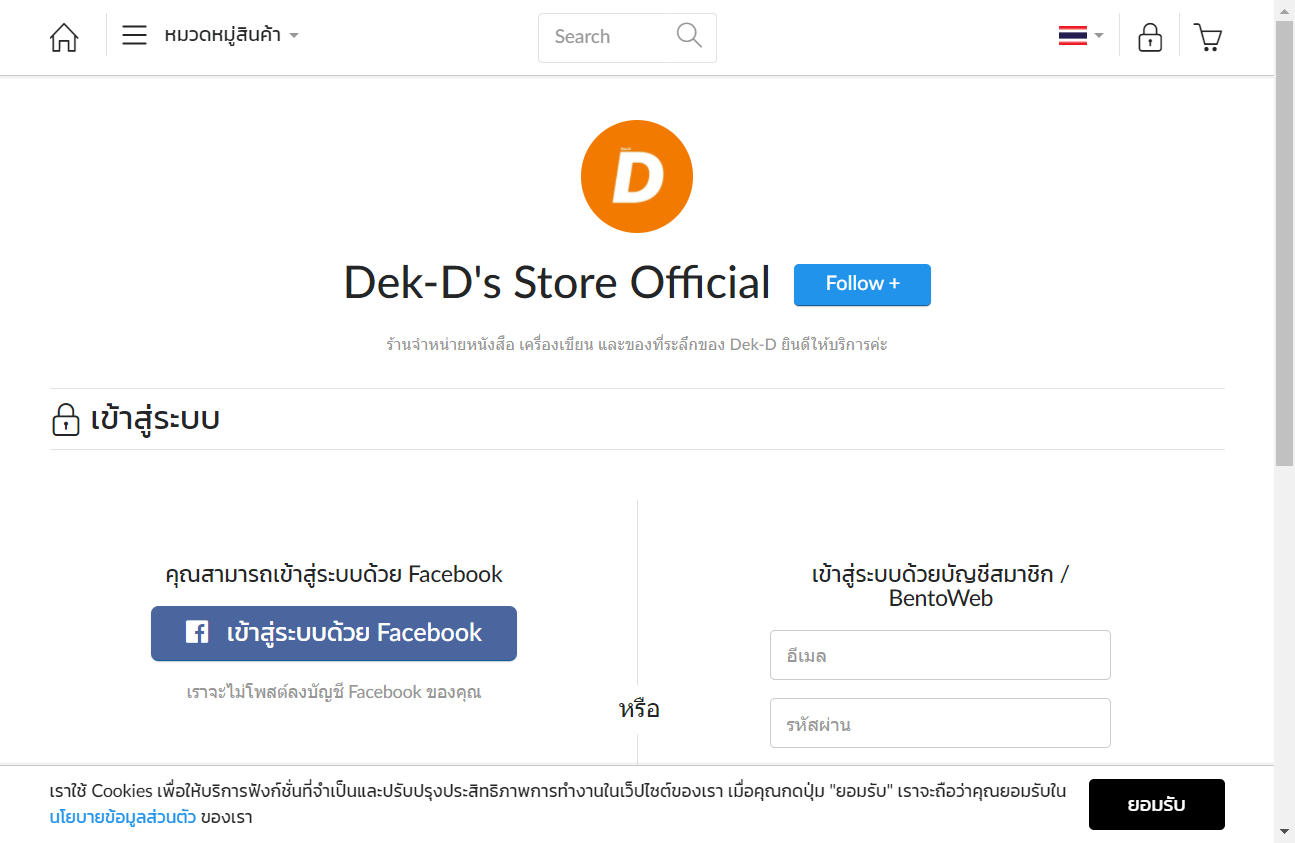 หมวดหมู่สินค้า
Search
D
Dek-D's Store Official
Follow +
ร้านจำหน่ายหนังสือ เครื่องเขียน และของที่ระลึกของ Dek-D ยินดีให้บริการค่ะ
เข้าสู่ระบบ
คุณสามารถเข้าสู่ระบบด้วย Facebook
เข้าสู่ระบบด้วย Facebook
เราจะไม่โพสต์ลงบัญชี Facebook ของคุณ
หรือ
เข้าสู่ระบบด้วยบัญชีสมาชิก /
BentoWeb
อีเมล
รหัสผ่าน
เราใช้ Cookies เพื่อให้บริการฟังก์ชั่นที่จำเป็นและปรับปรุงประสิทธิภาพการทำงานในเว็ปไซต์ของเรา เมื่อคุณกดปุ่ม "ยอมรับ" เราจะถือว่าคุณยอมรับใน
นโยบายข้อมูลส่วนตัว ของเรา
ยอมรับ